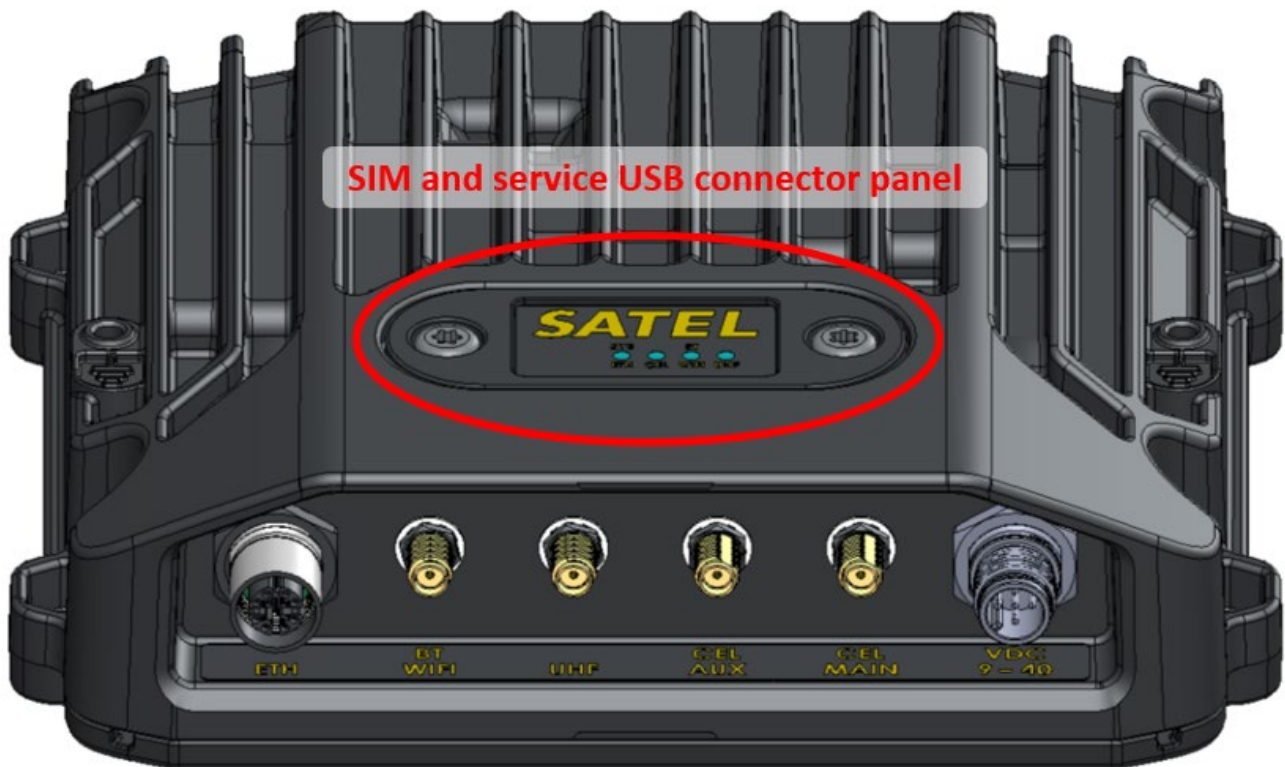 SIM and service USB connector panel
SATEL
BT
ETH
WIFI
UHF
CEL
AUX
CEL
MAIN
VDC
9 – 40